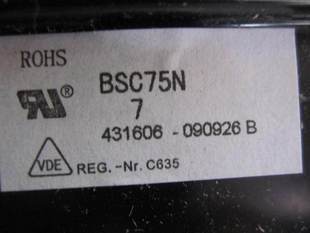 ROHS
BSC75N
7
431606 - 090926 B
VDE REG.-Nr. C635